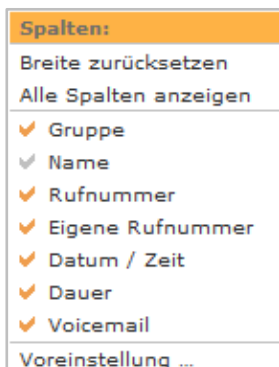 Spalten:
Breite zurücksetzen
Alle Spalten anzeigen
Gruppe
Name
Rufnummer
Eigene Rufnummer
Datum / Zeit
Dauer
Voicemail
Voreinstellung ...